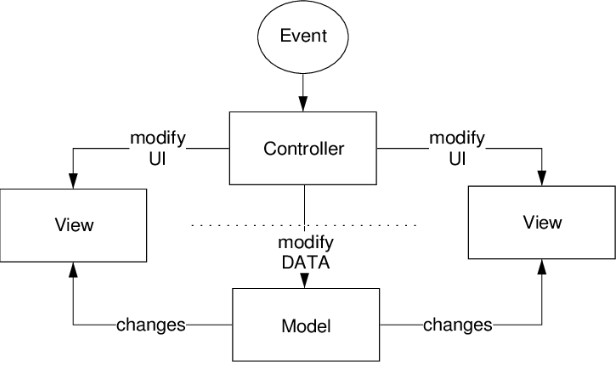 Event
modify
UI
Controller
modify
UI
View
View
modify
DATA
changes
Model
changes